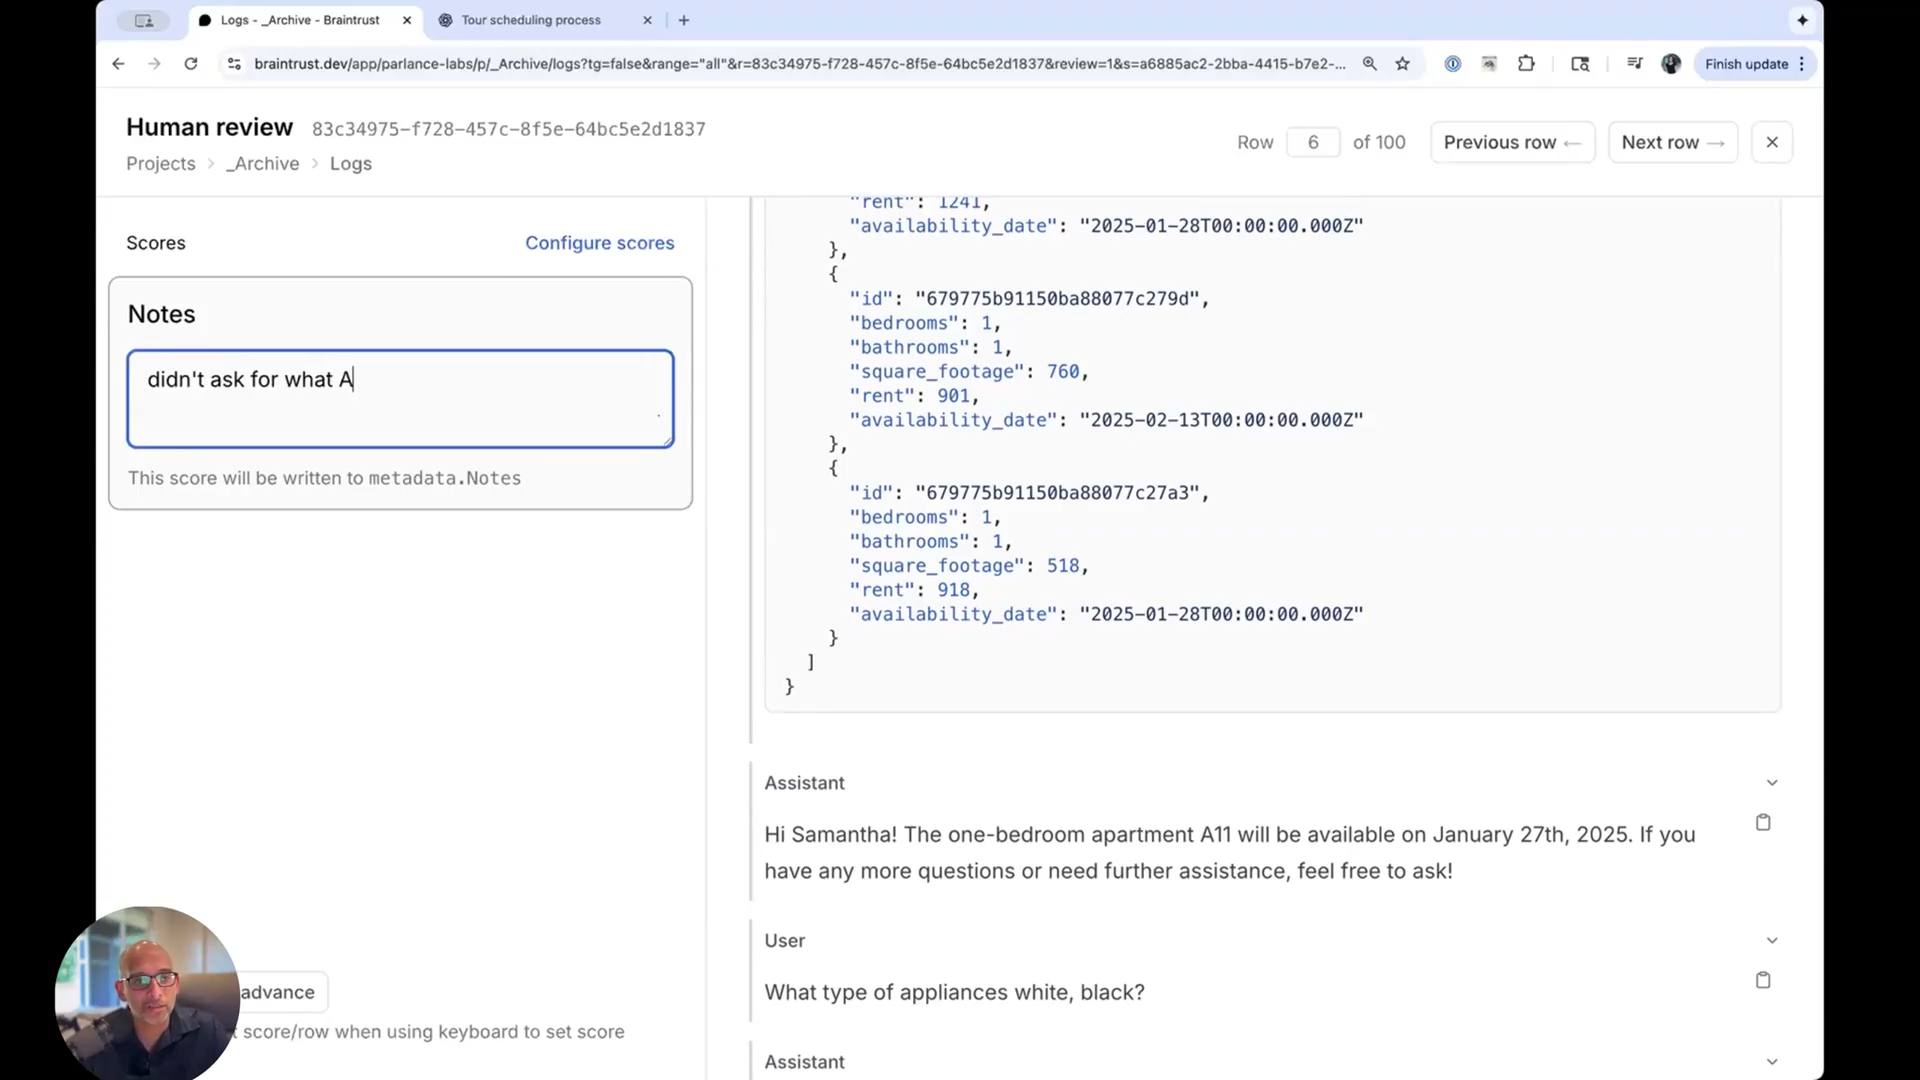 Logs - _Archive - Braintrust
Tour scheduling process
braintrust.dev/app/parlance-labs/p/_Archive/logs?tg=false&range="all"&r=83c34975-f728-457c-8f5e-64bc5e2d1837&review=1&s=a6885ac2-2bba-4415-b7e2-...
Finish update
Human review 83c34975-f728-457c-8f5e-64bc5e2d1837
Row 6 of 100 Previous row ← Next row →
Projects > _Archive > Logs
Scores Configure scores
Notes
didn't ask for what A
This score will be written to metadata.Notes
advance
score/row when using keyboard to set score
"rent": 1241,
"availability_date": "2025-01-28T00:00:00.000Z"
},
{
"id": "679775b91150ba88077c279d",
"bedrooms": 1,
"bathrooms": 1,
"square_footage": 760,
"rent": 901,
"availability_date": "2025-02-13T00:00:00.000Z"
},
{
"id": "679775b91150ba88077c27a3",
"bedrooms": 1,
"bathrooms": 1,
"square_footage": 518,
"rent": 918,
"availability_date": "2025-01-28T00:00:00.000Z"
}
]
}
Assistant
Hi Samantha! The one-bedroom apartment A11 will be available on January 27th, 2025. If you
have any more questions or need further assistance, feel free to ask!
User
What type of appliances white, black?
Assistant